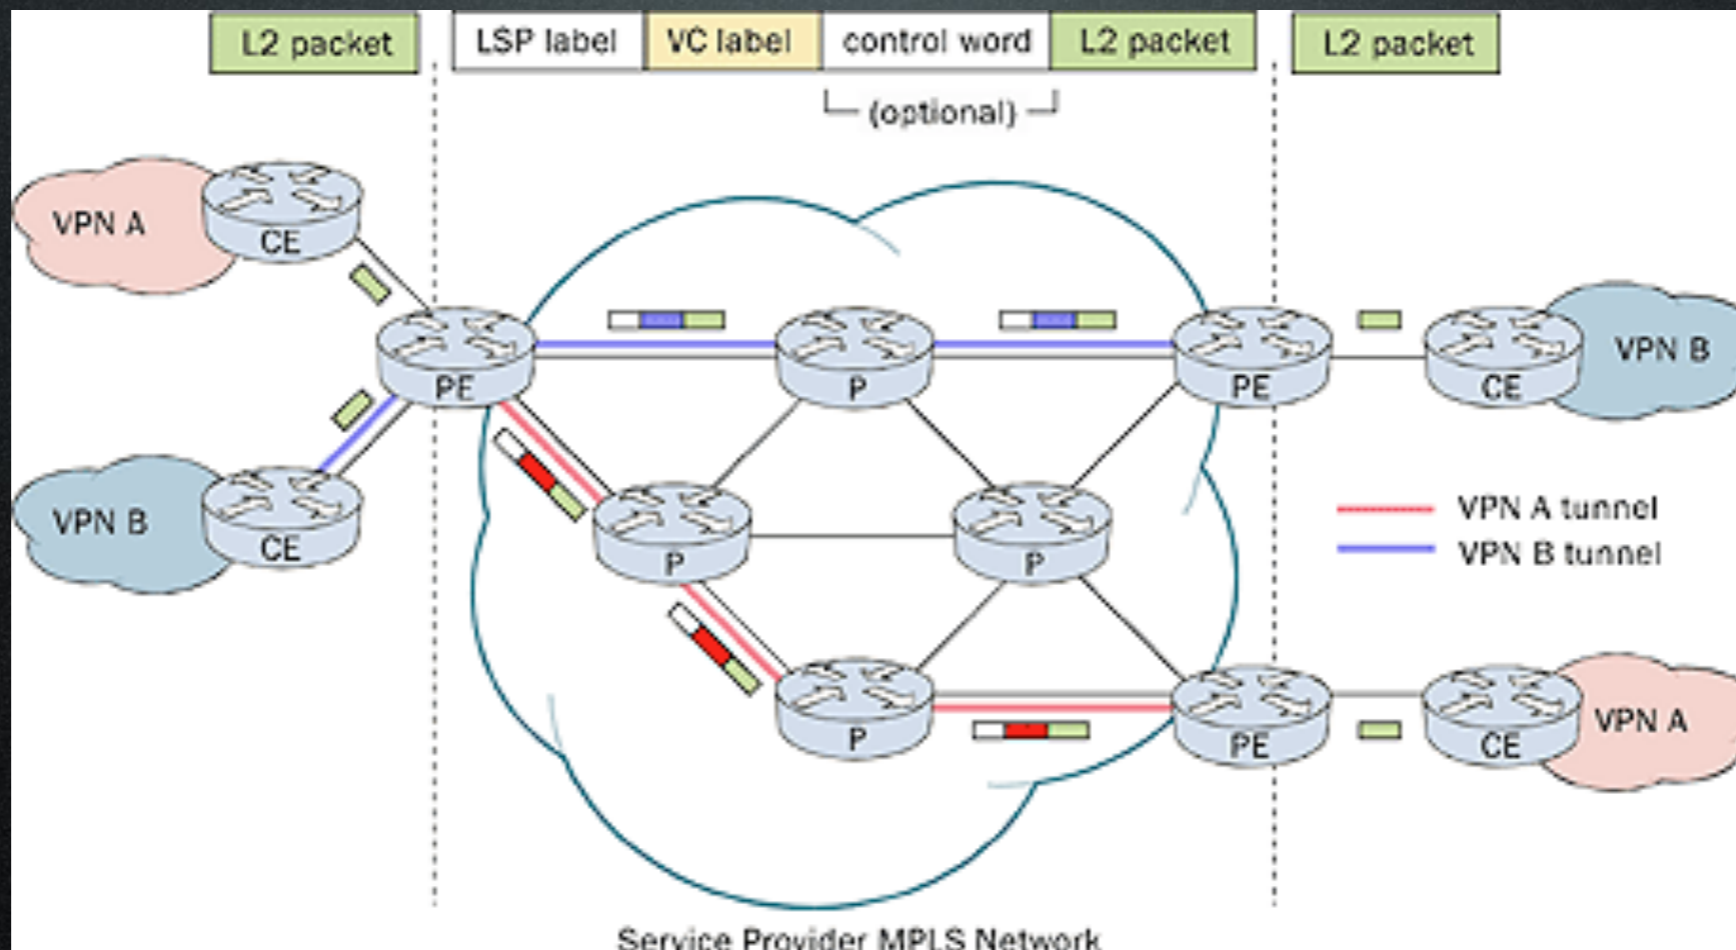 L2 packet
LSP label
VC label
control word
L2 packet
L2 packet
(optional)
VPN A
CE
PE
P
PE
CE
VPN B
VPN B
CE
P
P
VPN A tunnel
VPN B tunnel
P
PE
CE
VPN A
Service Provider MPLS Network